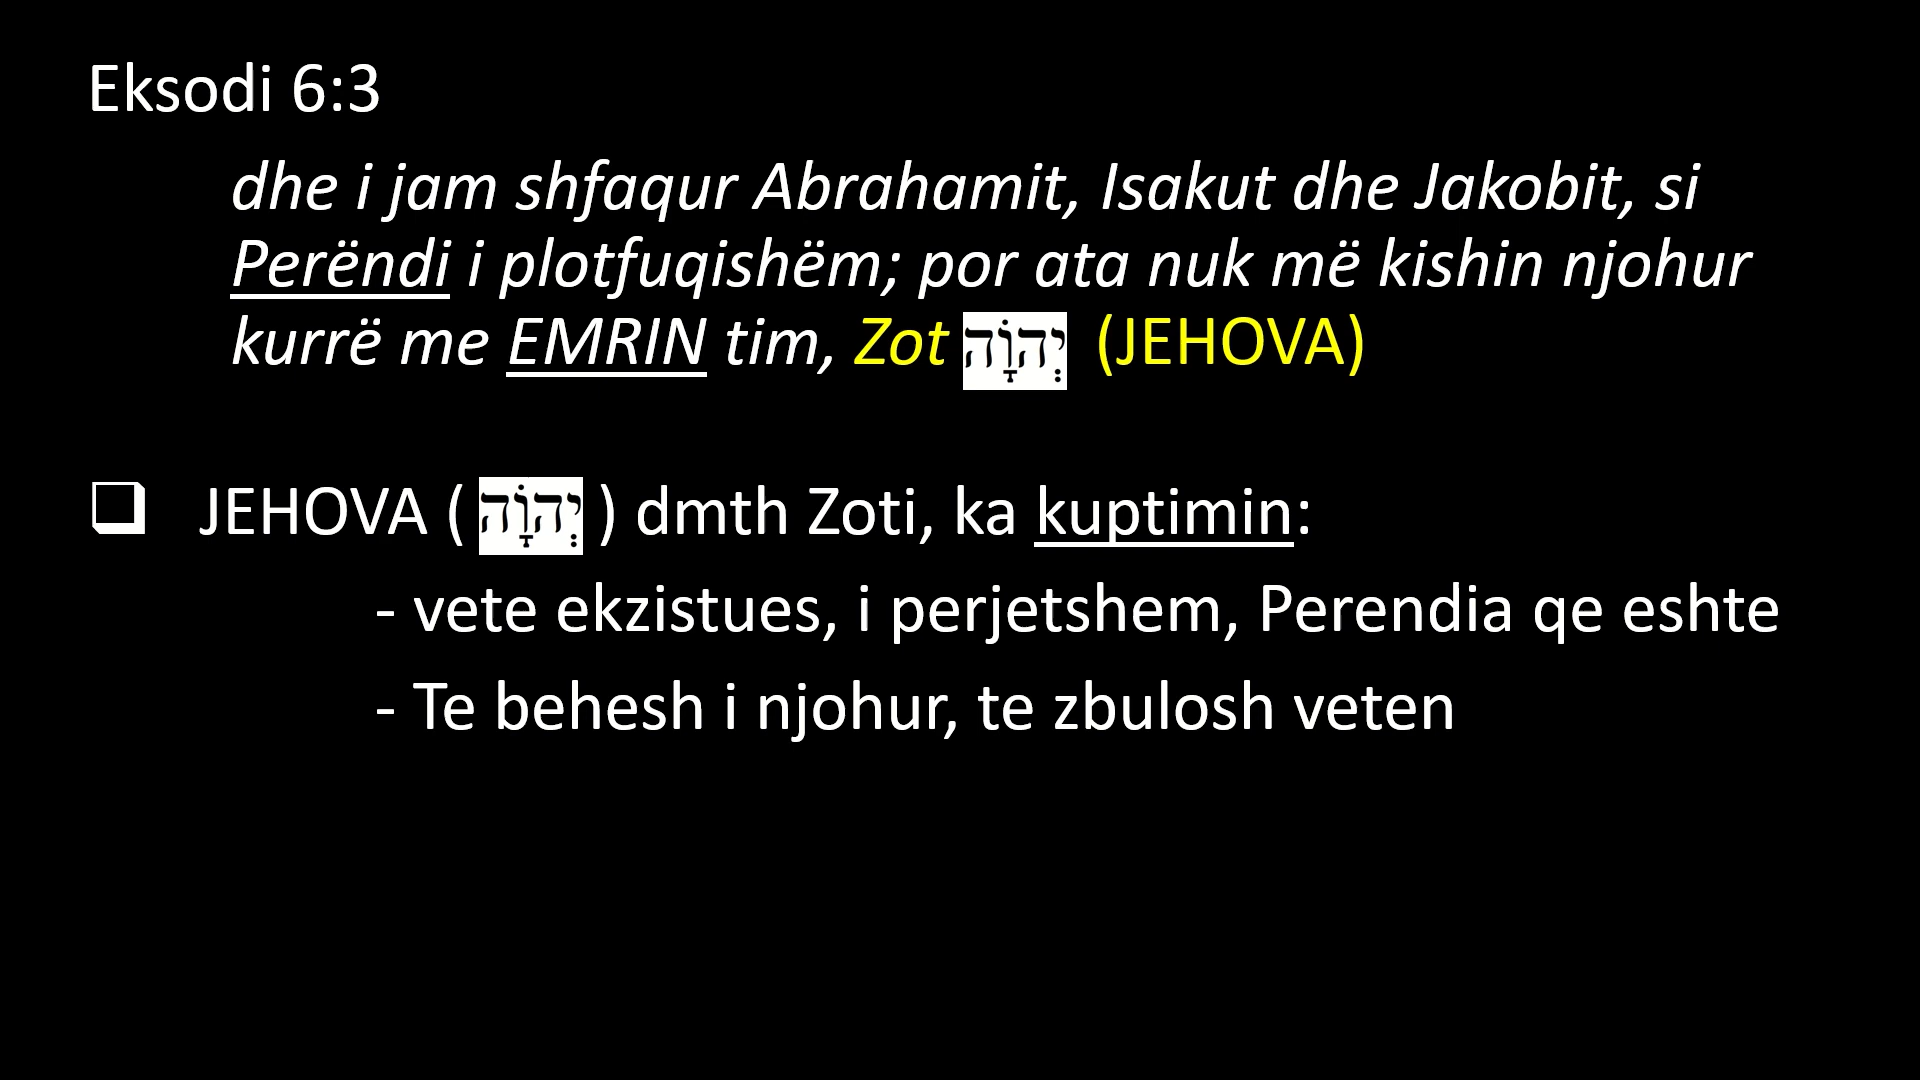 Eksodi 6:3
dhe i jam shfaqur Abrahamit, Isakut dhe Jakobit, si
Perëndi i plotfuqishëm; por ata nuk më kishin njohur
kurrë me EMRIN tim, Zot יְהוָֹה (JEHOVA)
JEHOVA ( יְהוָֹה ) dmth Zoti, ka kuptimin:
- vete ekzistues, i perjetshem, Perendia qe eshte
- Te behesh i njohur, te zbulosh veten